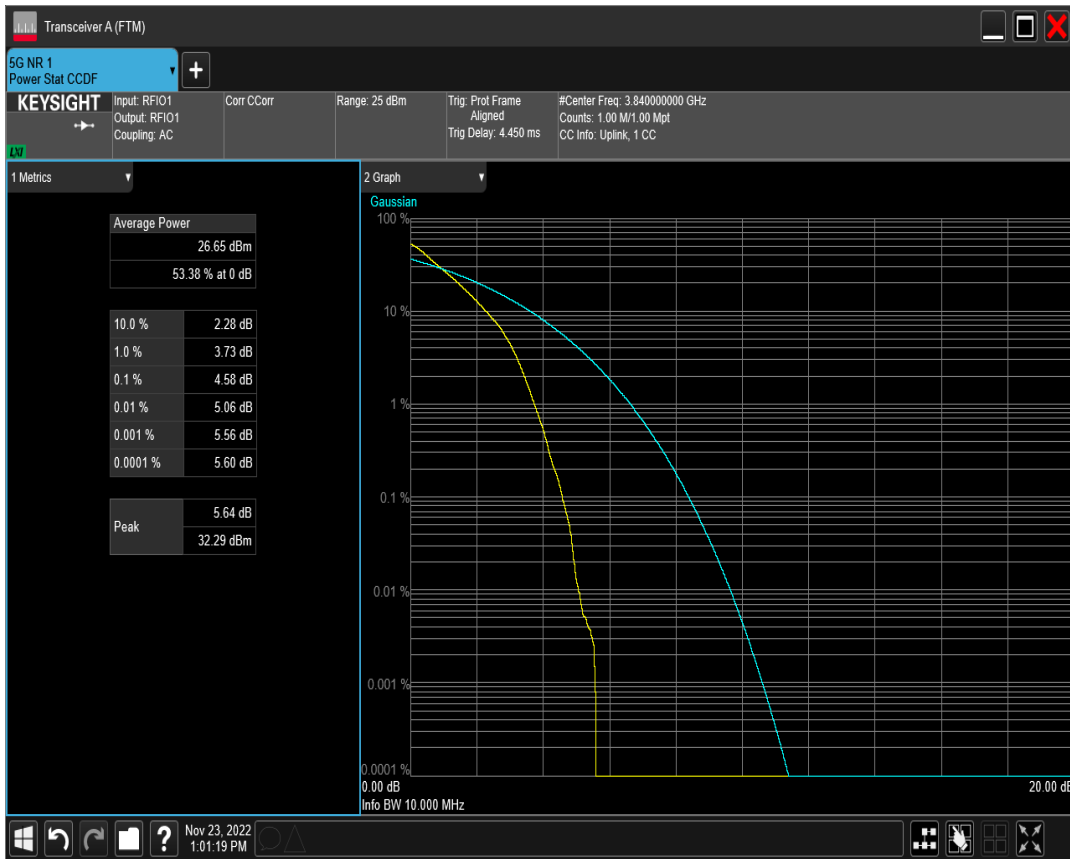 Transceiver A (FTM)
5G NR 1
Power Stat CCDF
+
KEYSIGHT
LXI
Input: RFIO1
Output: RFIO1
Coupling: AC
Corr CCorr
Range: 25 dBm
Trig: Prot Frame
Aligned
Trig Delay: 4.450 ms
#Center Freq: 3.840000000 GHz
Counts: 1.00 M/1.00 Mpt
CC Info: Uplink, 1 CC
1 Metrics
Average Power
26.65 dBm
53.38 % at 0 dB
10.0 % 2.28 dB
1.0 % 3.73 dB
0.1 % 4.58 dB
0.01 % 5.06 dB
0.001 % 5.56 dB
0.0001 % 5.60 dB
Peak
5.64 dB
32.29 dBm
2 Graph
Gaussian
100 %
10 %
1 %
0.1 %
0.01 %
0.001 %
0.0001 %
0.00 dB 20.00 dB
Info BW 10.000 MHz
?
Nov 23, 2022
1:01:19 PM